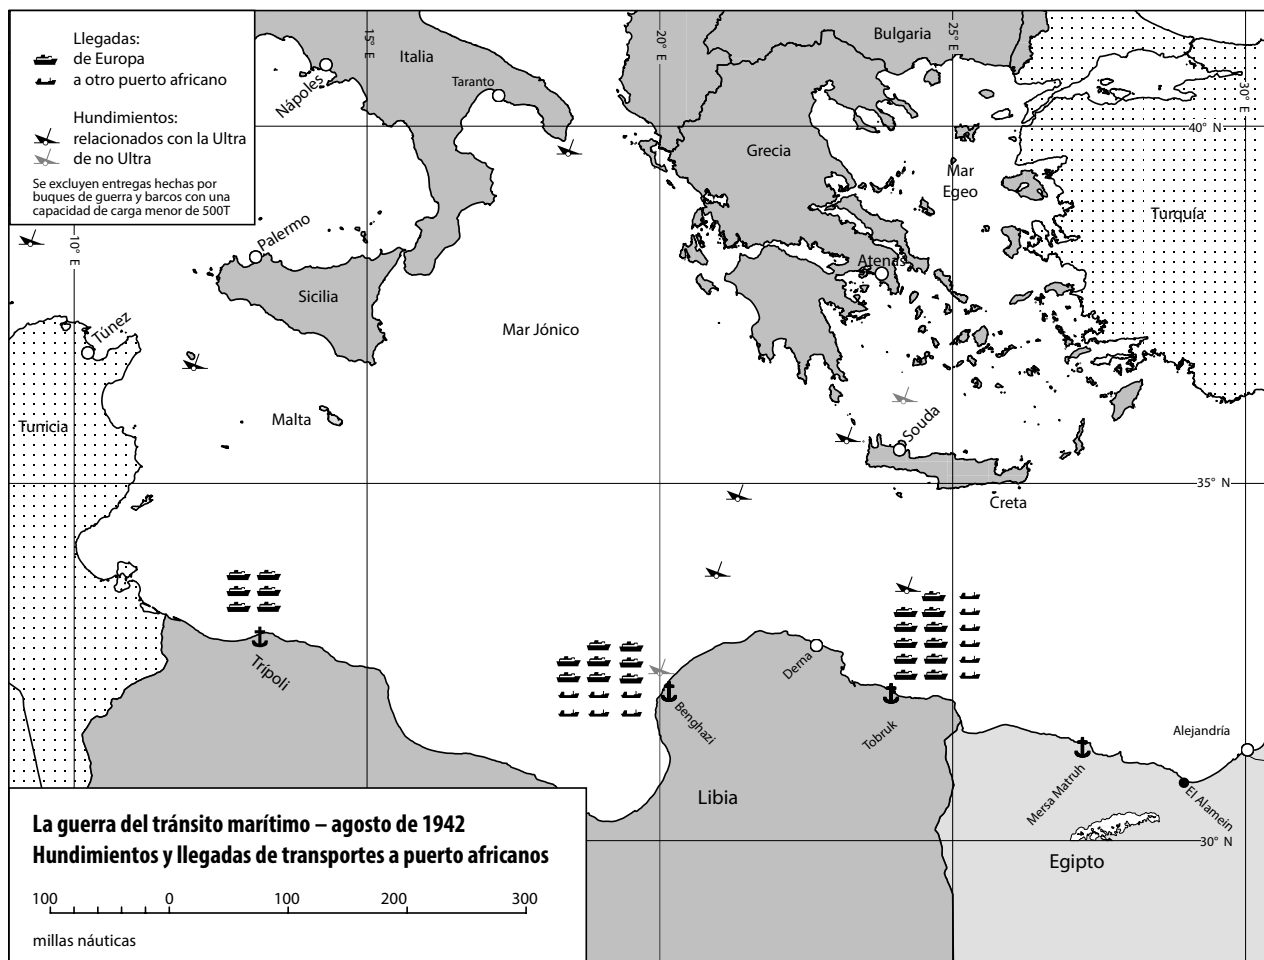 Llegadas:
de Europa
a otro puerto africano
Hundimientos:
relacionados con la Ultra
de no Ultra
Se excluyen entregas hechas por
buques de guerra y barcos con una
capacidad de carga menor de 500T
15° E
20° E
25° E
30° E
10° E
40° N
35° N
30° N
Italia
Bulgaria
Nápoles
Taranto
Grecia
Mar
Egeo
Turquía
Palermo
Sicilia
Atenas
Mar Jónico
Túnez
Tunicia
Malta
Souda
Creta
Trípoli
Benghazi
Derna
Tobruk
Mersa Matruh
Alejandría
El Alamein
Libia
Egipto
La guerra del tránsito marítimo – agosto de 1942
Hundimientos y llegadas de transportes a puerto africanos
100 0 100 200 300
millas náuticas